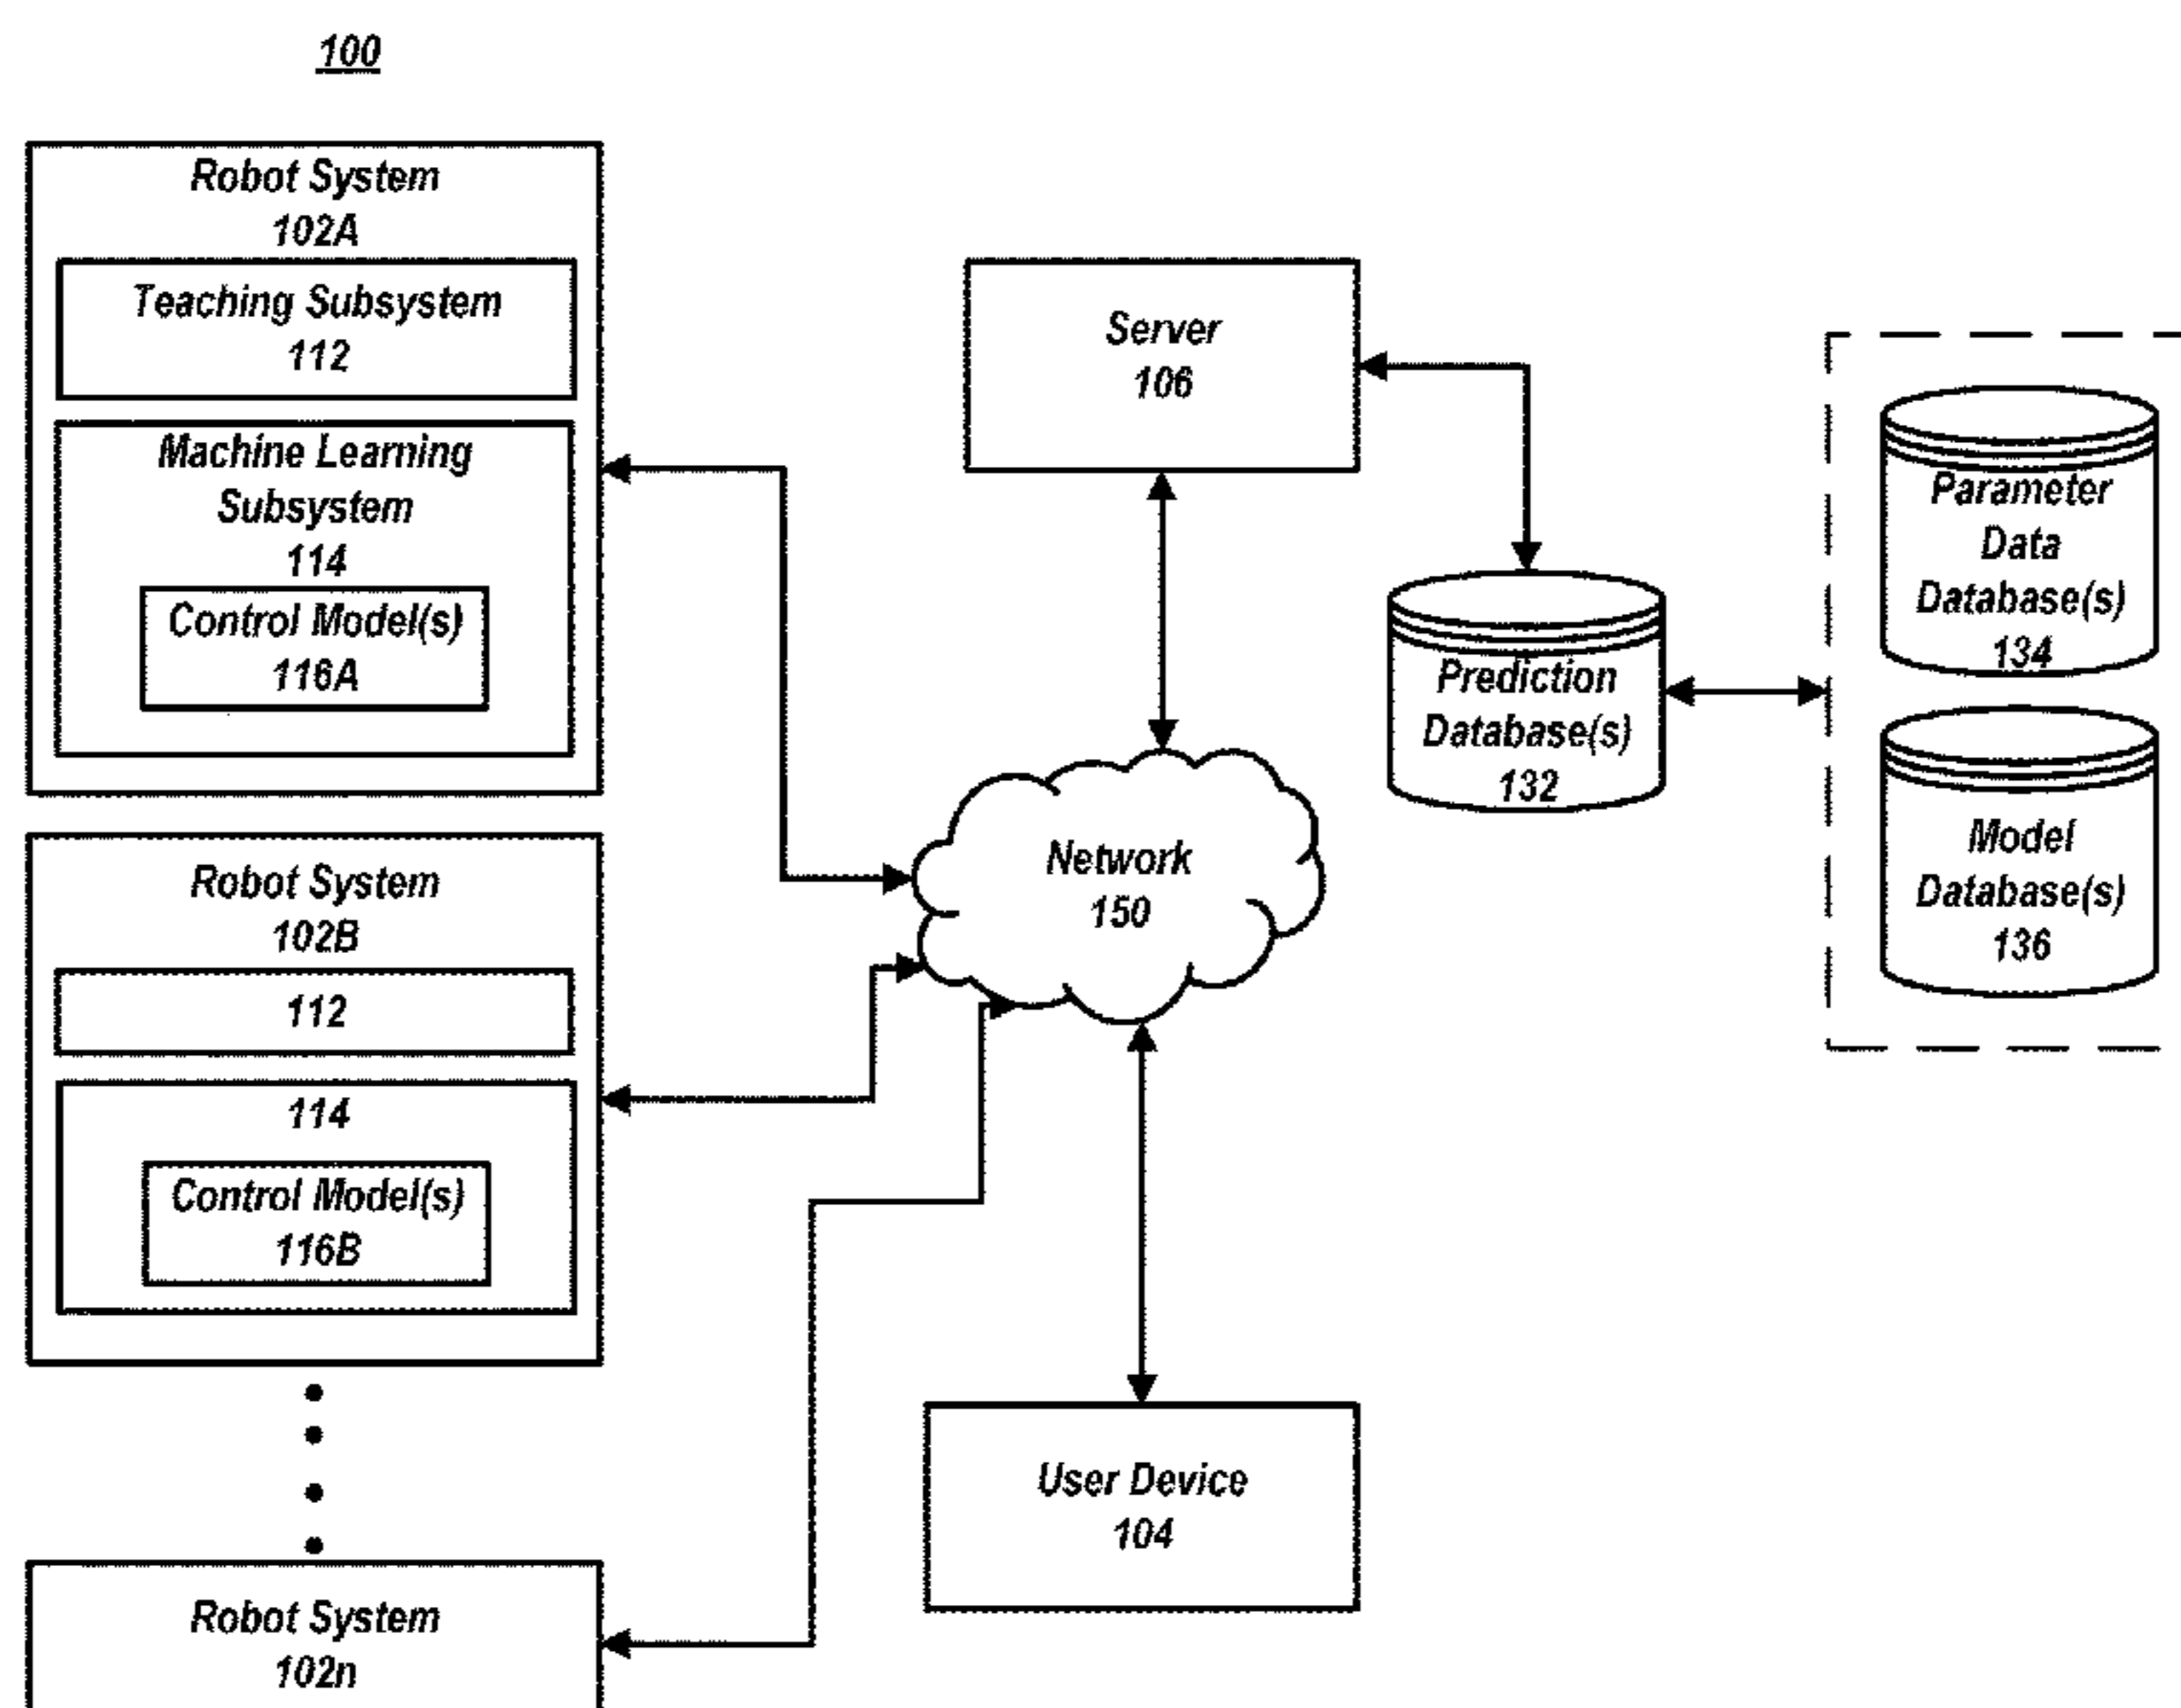 100
Robot System
102A
Teaching Subsystem
112
Machine Learning
Subsystem
114
Control Model(s)
116A
Robot System
102B
112
114
Control Model(s)
116B
Robot System
102n
Server
106
Network
150
User Device
104
Prediction
Database(s)
132
Parameter
Data
Database(s)
134
Model
Database(s)
136